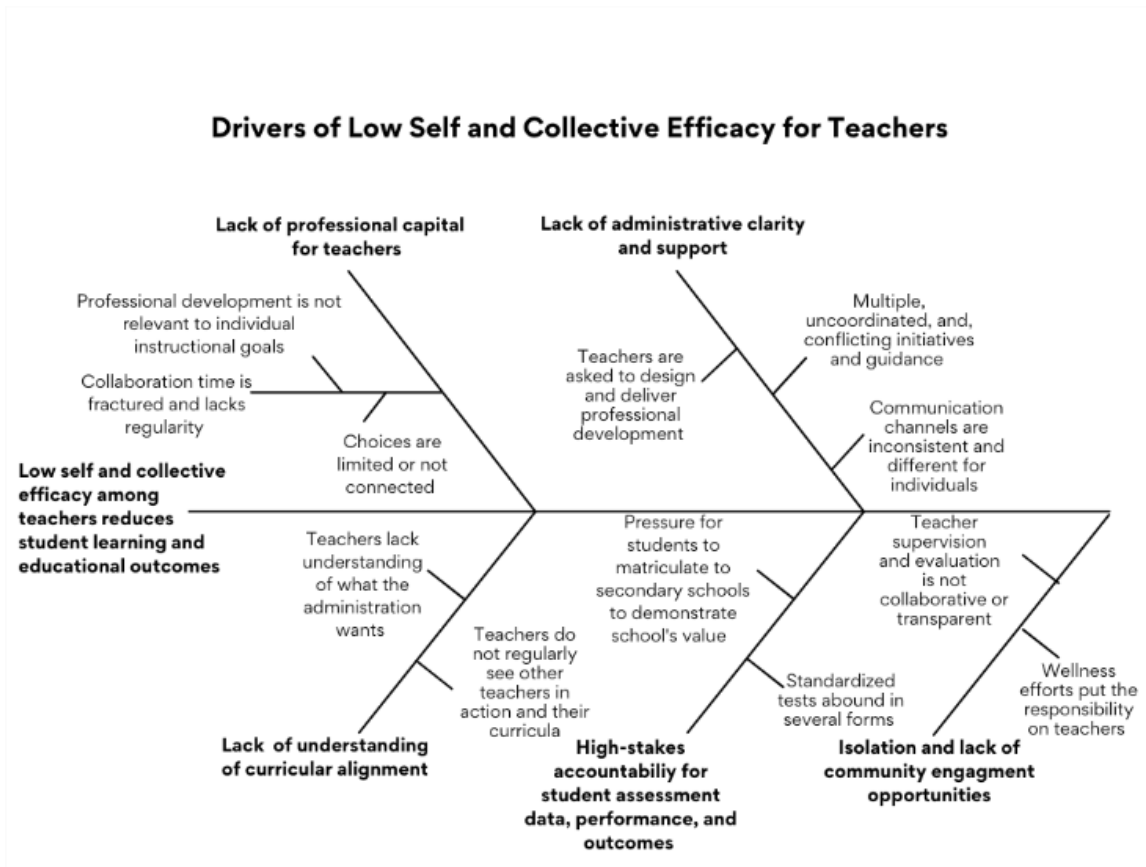 Drivers of Low Self and Collective Efficacy for Teachers
Lack of professional capital
for teachers
Lack of administrative clarity
and support
Professional development is not
relevant to individual
instructional goals
Collaboration time is
fractured and lacks
regularity
Choices are
limited or not
connected
Teachers are
asked to design
and deliver
professional
development
Multiple,
uncoordinated, and,
conflicting initiatives
and guidance
Communication
channels are
inconsistent and
different for
individuals
Low self and collective
efficacy among
teachers reduces
student learning and
educational outcomes
Teachers lack
understanding
of what the
administration
wants
Teachers do
not regularly
see other
teachers in
action and their
curricula
Lack of understanding
of curricular alignment
Pressure for
students to
matriculate to
secondary schools
to demonstrate
school's value
Standardized
tests abound in
several forms
High-stakes
accountabiliy for
student assessment
data, performance, and
outcomes
Teacher
supervision
and evaluation
is not
collaborative or
transparent
Wellness
efforts put the
responsibility
on teachers
Isolation and lack of
community engagment
opportunities